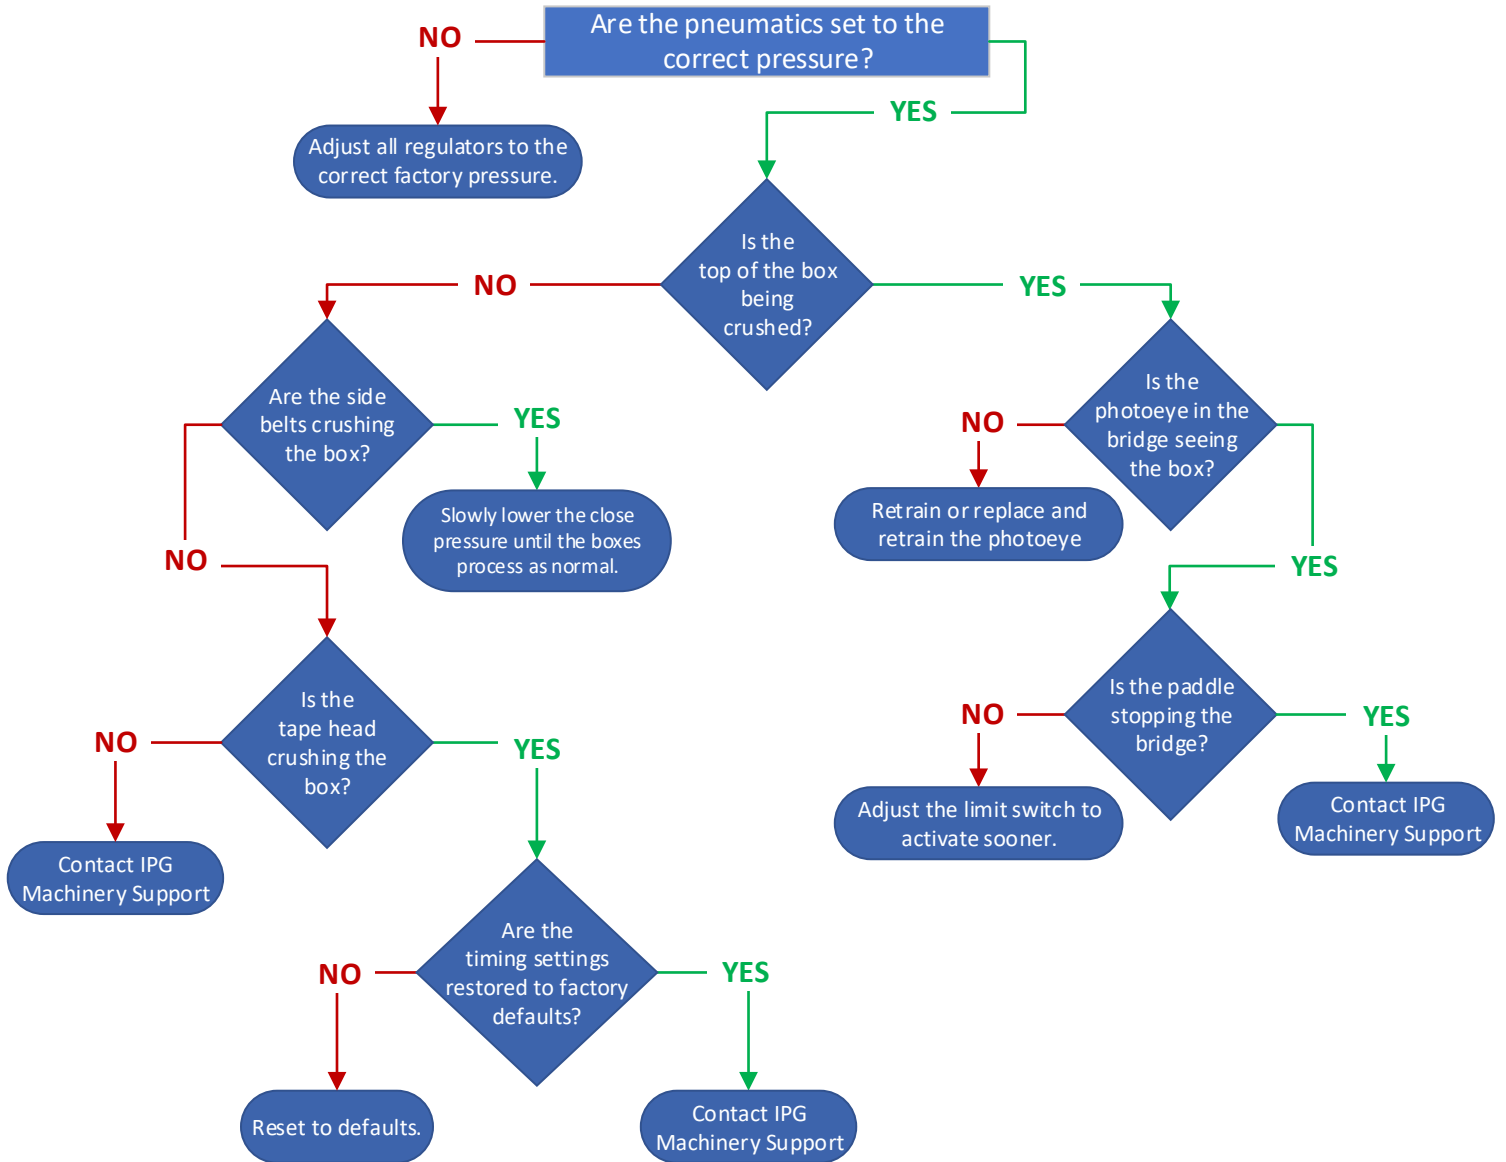 Are the pneumatics set to the
correct pressure?
NO
YES
Adjust all regulators to the
correct factory pressure.
Is the
top of the box
being
crushed?
NO
YES
Are the side
belts crushing
the box?
YES
NO
Slowly lower the close
pressure until the boxes
process as normal.
Is the
photoeye in the
bridge seeing
the box?
NO
YES
Retrain or replace and
retrain the photoeye
Is the
tape head
crushing the
box?
NO
YES
Contact IPG
Machinery Support
Is the paddle
stopping the
bridge?
NO
YES
Adjust the limit switch to
activate sooner.
Contact IPG
Machinery Support
Are the
timing settings
restored to factory
defaults?
NO
YES
Reset to defaults.
Contact IPG
Machinery Support